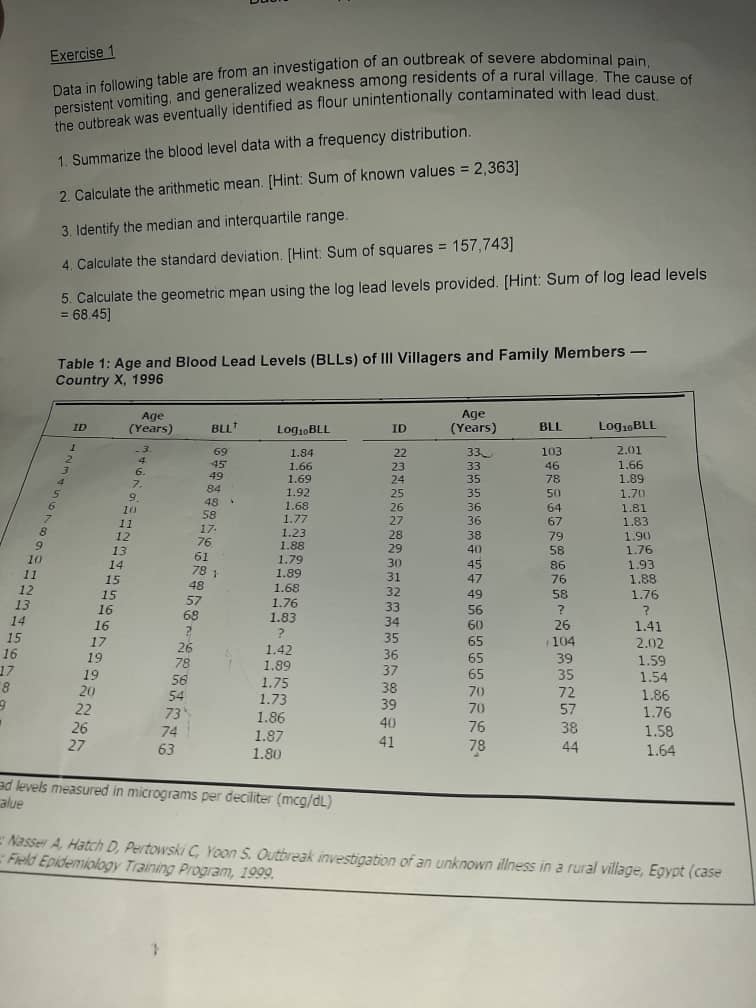 Exercise 1
Data in following table are from an investigation of an outbreak of severe abdominal pain,
persistent vomiting, and generalized weakness among residents of a rural village. The cause of
the outbreak was eventually identified as flour unintentionally contaminated with lead dust.
1. Summarize the blood level data with a frequency distribution.
2. Calculate the arithmetic mean. [Hint: Sum of known values = 2,363]
3. Identify the median and interquartile range.
4. Calculate the standard deviation. [Hint: Sum of squares = 157,743]
5. Calculate the geometric mean using the log lead levels provided. [Hint: Sum of log lead levels
= 68.45]
Table 1: Age and Blood Lead Levels (BLLs) of Ill Villagers and Family Members —
Country X, 1996
ID Age (Years) BLL† Log₁₀BLL ID Age (Years) BLL Log₁₀BLL
1 3 69 1.84 22 33 103 2.01
2 4 45 1.66 23 33 46 1.66
3 6 49 1.69 24 35 78 1.89
4 7 84 1.92 25 35 50 1.70
5 9 48 1.68 26 36 64 1.81
6 10 58 1.77 27 36 67 1.83
7 11 17 1.23 28 38 79 1.90
8 12 76 1.88 29 40 58 1.76
9 13 61 1.79 30 45 86 1.93
10 14 78 1.89 31 47 76 1.88
11 15 48 1.68 32 49 58 1.76
12 15 57 1.76 33 56 ? ?
13 16 68 1.83 34 60 26 1.41
14 16 ? ? 35 65 104 2.02
15 17 26 1.42 36 65 39 1.59
16 19 78 1.89 37 65 35 1.54
17 19 56 1.75 38 70 72 1.86
8 20 54 1.73 39 70 57 1.76
9 22 73 1.86 40 76 38 1.58
26 74 1.87 41 78 44 1.64
27 63 1.80
ad levels measured in micrograms per deciliter (mcg/dL)
alue
: Nasser A, Hatch D, Pertowski C, Yoon S. Outbreak investigation of an unknown illness in a rural village, Egypt (case
: Field Epidemiology Training Program, 1999.